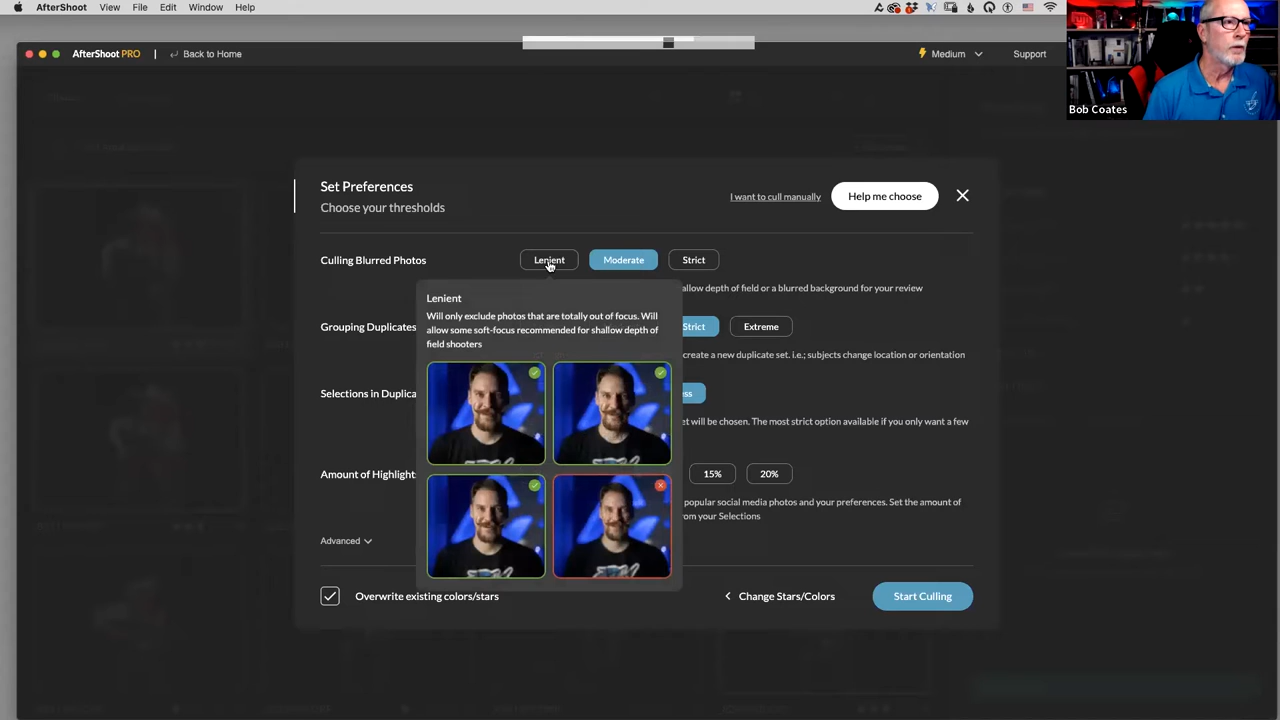 AfterShoot View File Edit Window Help
AfterShoot PRO Back to Home Medium Support
Bob Coates
Set Preferences
Choose your thresholds
I want to cull manually
Help me choose
Culling Blurred Photos
Lenient Moderate Strict
allow depth of field or a blurred background for your review
Lenient
Will only exclude photos that are totally out of focus. Will
allow some soft-focus recommended for shallow depth of
field shooters
Grouping Duplicates
Strict Extreme
create a new duplicate set. i.e.; subjects change location or orientation
Selections in Duplica
ess
et will be chosen. The most strict option available if you only want a few
Amount of Highlights
15% 20%
popular social media photos and your preferences. Set the amount of
om your Selections
Advanced
Overwrite existing colors/stars
Change Stars/Colors
Start Culling